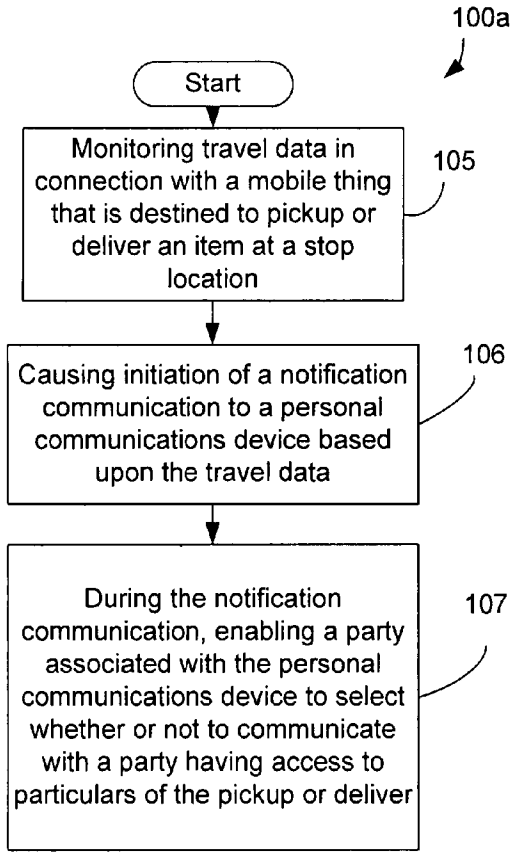 100a
Start
Monitoring travel data in
connection with a mobile thing
that is destined to pickup or
deliver an item at a stop
location
105
Causing initiation of a notification
communication to a personal
communications device based
upon the travel data
106
During the notification
communication, enabling a party
associated with the personal
communications device to select
whether or not to communicate
with a party having access to
particulars of the pickup or deliver
107